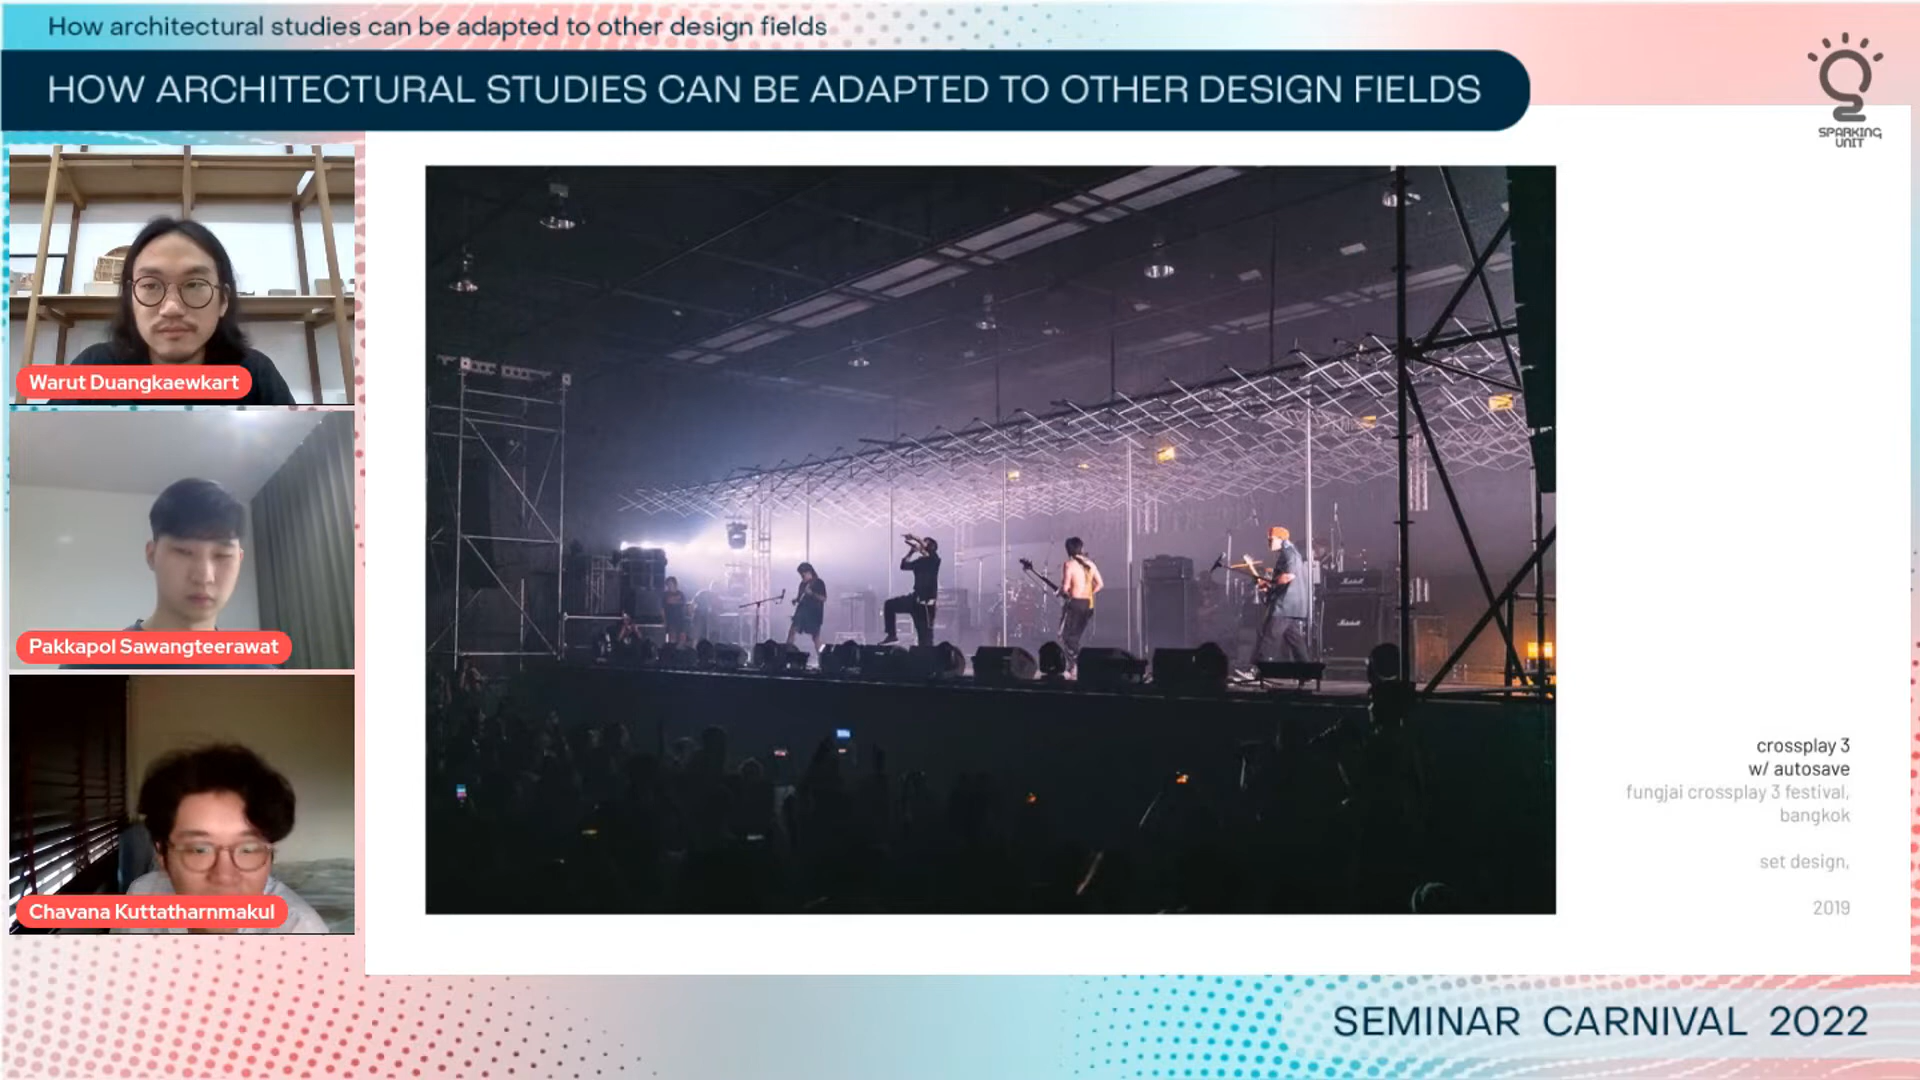 How architectural studies can be adapted to other design fields
HOW ARCHITECTURAL STUDIES CAN BE ADAPTED TO OTHER DESIGN FIELDS
SPARKING
UNIT
Warut Duangkaewkart
Pakkapol Sawangteerawat
Chavana Kuttatharnmakul
Marshall
Marshall
crossplay 3
w/ autosave
fungjai crossplay 3 festival,
bangkok
set design,
2019
SEMINAR CARNIVAL 2022